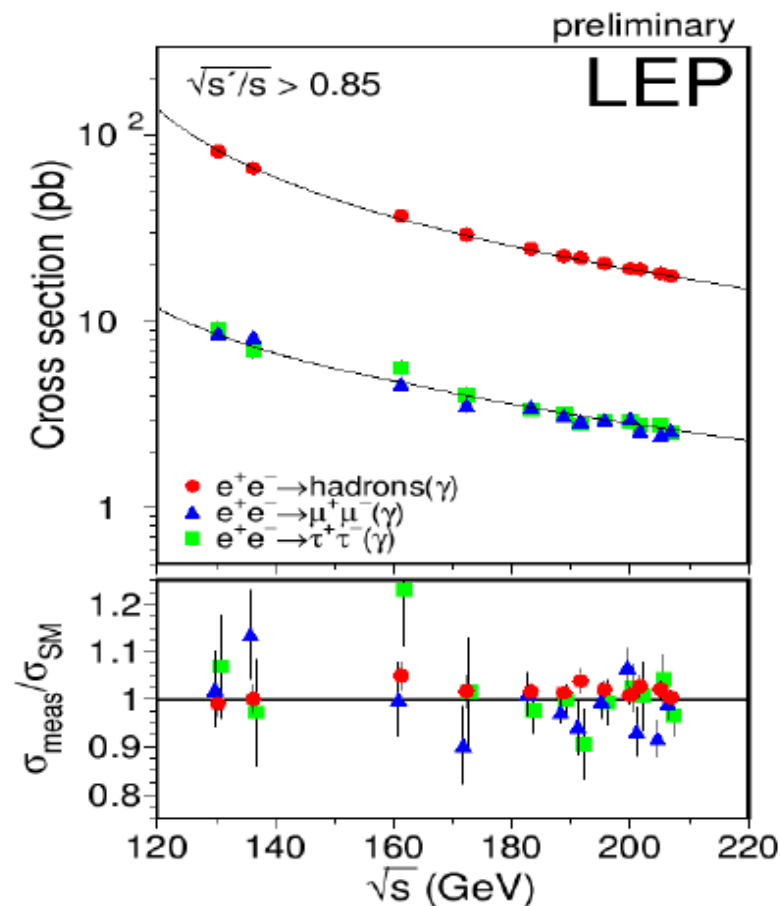 preliminary
√s´/s > 0.85
LEP
Cross section (pb)
10²
10
1
e⁺e⁻→hadrons(γ)
e⁺e⁻→μ⁺μ⁻(γ)
e⁺e⁻→τ⁺τ⁻(γ)
σmeas/σSM
1.2
1.1
1
0.9
0.8
120 140 160 180 200 220
√s (GeV)